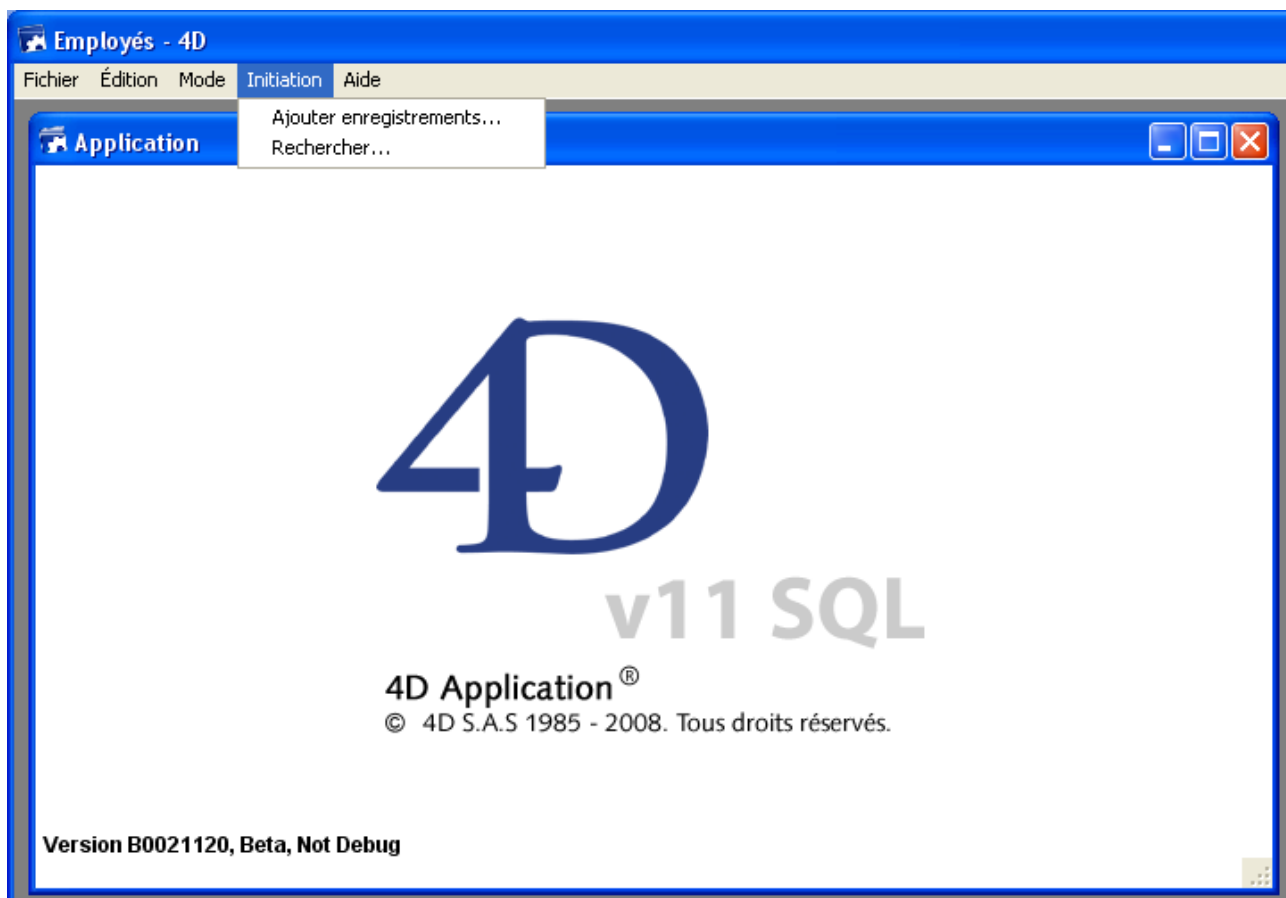 Employés - 4D
Fichier Édition Mode Initiation Aide
Ajouter enregistrements...
Rechercher...
Application
4D
v11 SQL
4D Application ®
© 4D S.A.S 1985 - 2008. Tous droits réservés.
Version B0021120, Beta, Not Debug